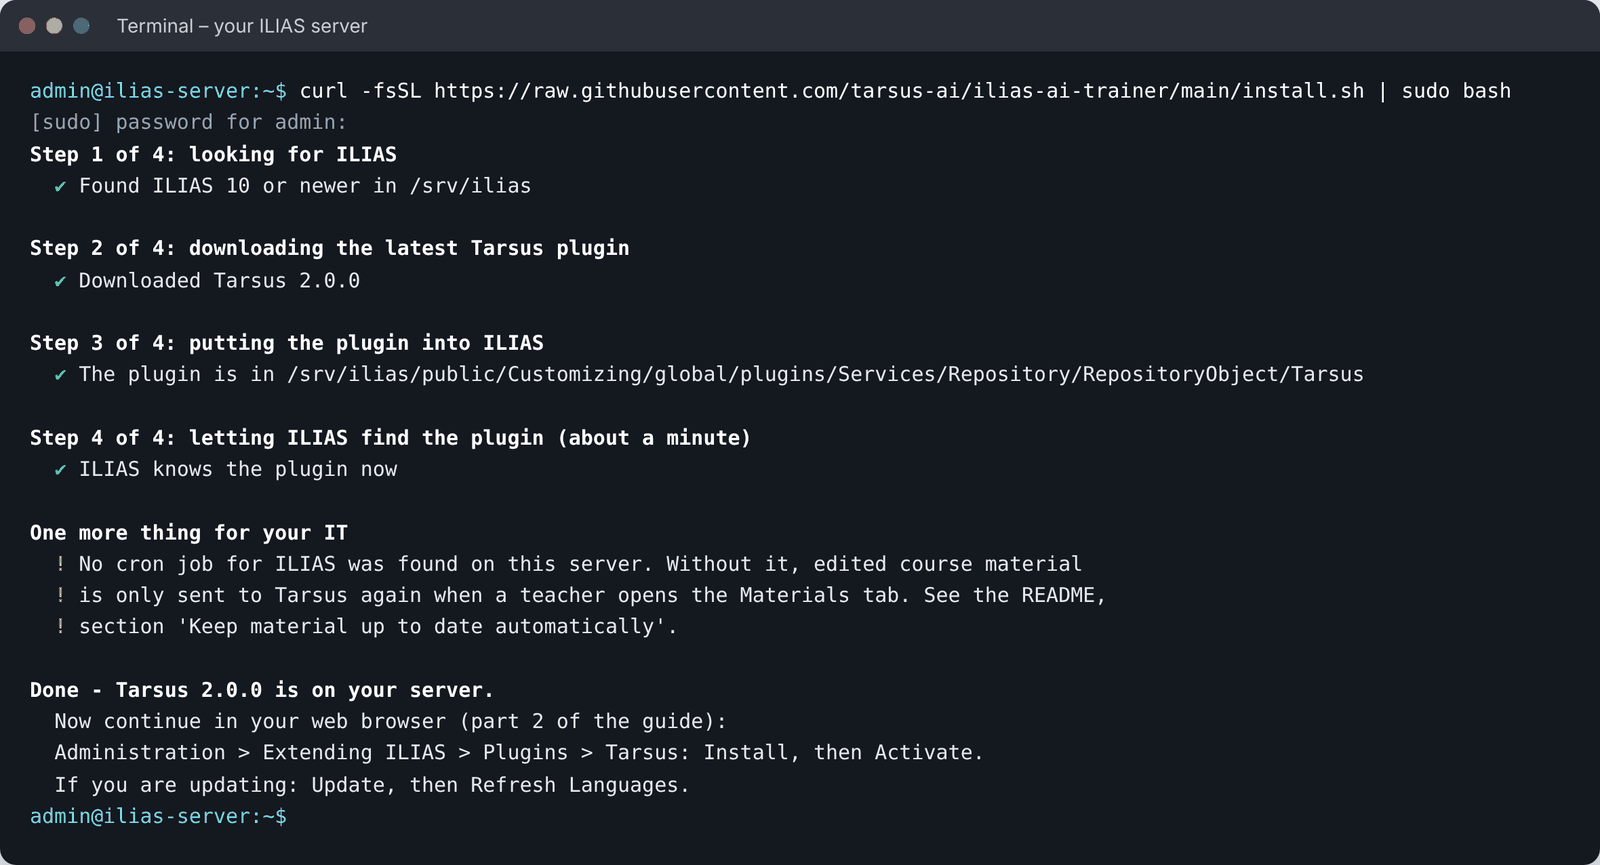 Terminal – your ILIAS server
admin@ilias-server:~$ curl -fsSL https://raw.githubusercontent.com/tarsus-ai/ilias-ai-trainer/main/install.sh | sudo bash
[sudo] password for admin:
Step 1 of 4: looking for ILIAS
✔ Found ILIAS 10 or newer in /srv/ilias
Step 2 of 4: downloading the latest Tarsus plugin
✔ Downloaded Tarsus 2.0.0
Step 3 of 4: putting the plugin into ILIAS
✔ The plugin is in /srv/ilias/public/Customizing/global/plugins/Services/Repository/RepositoryObject/Tarsus
Step 4 of 4: letting ILIAS find the plugin (about a minute)
✔ ILIAS knows the plugin now
One more thing for your IT
! No cron job for ILIAS was found on this server. Without it, edited course material
! is only sent to Tarsus again when a teacher opens the Materials tab. See the README,
! section 'Keep material up to date automatically'.
Done - Tarsus 2.0.0 is on your server.
Now continue in your web browser (part 2 of the guide):
Administration > Extending ILIAS > Plugins > Tarsus: Install, then Activate.
If you are updating: Update, then Refresh Languages.
admin@ilias-server:~$